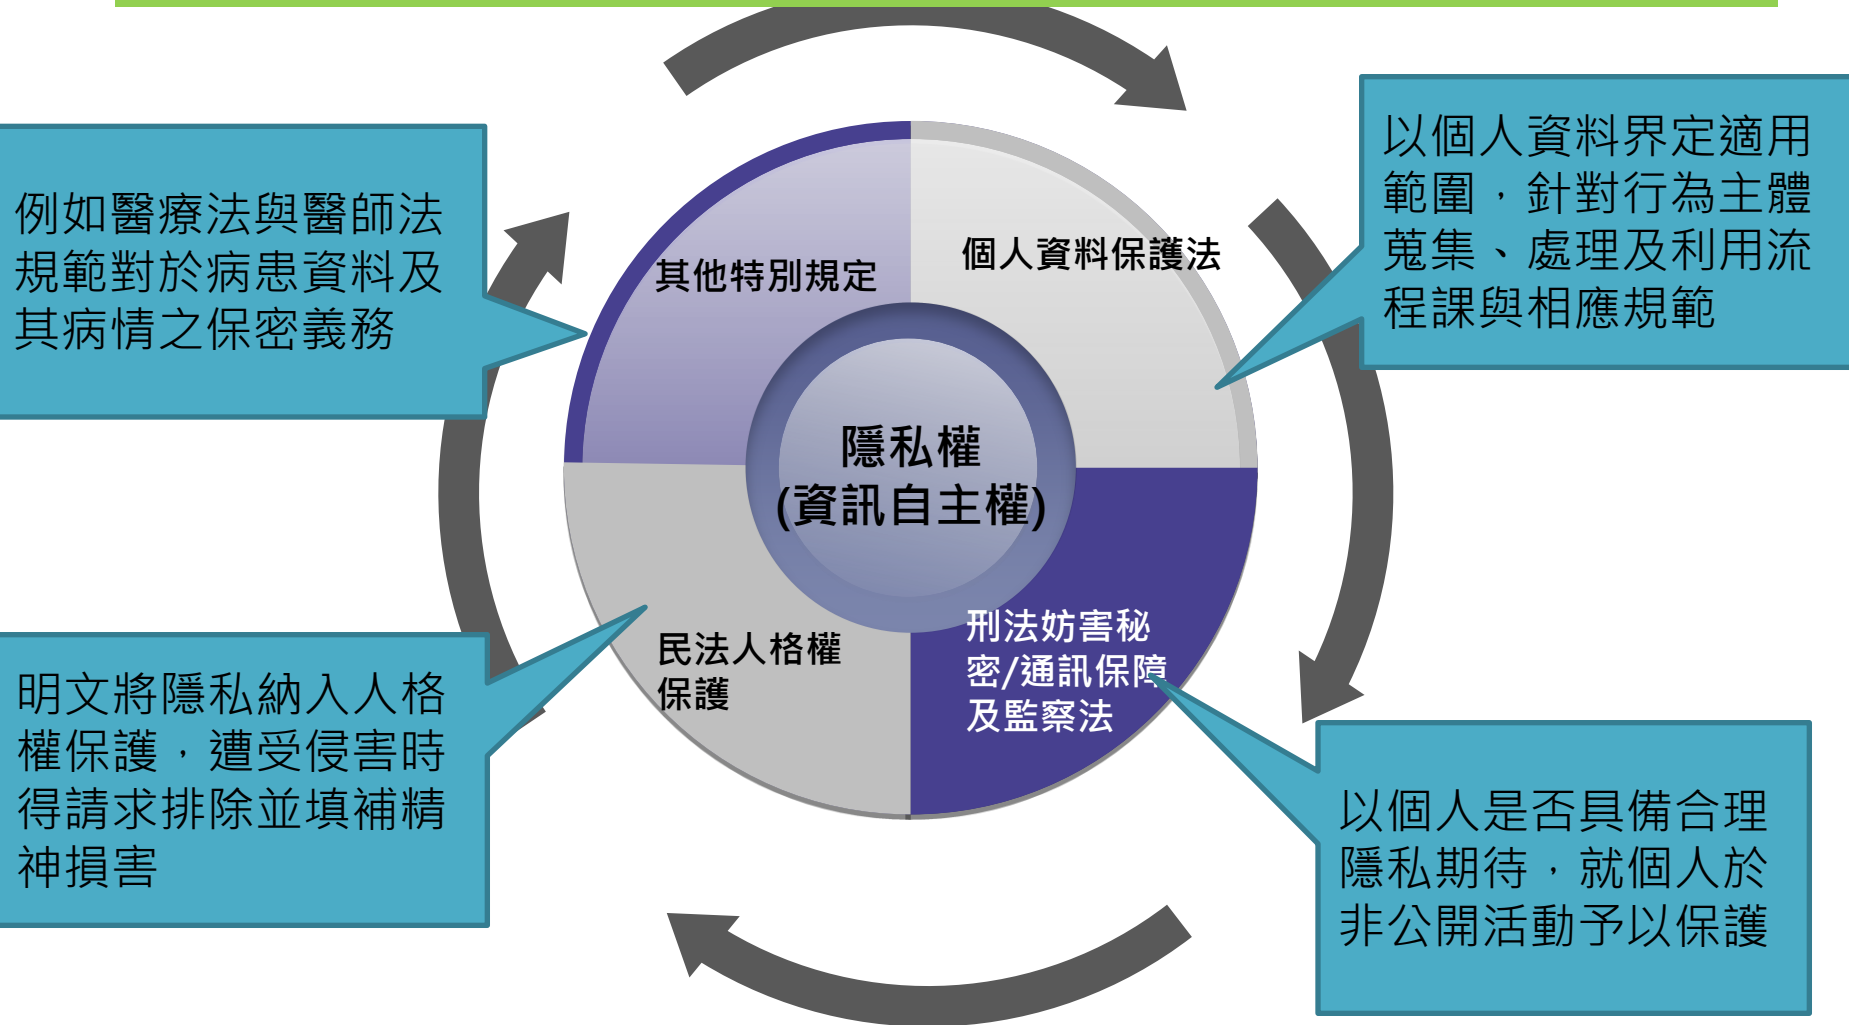 例如醫療法與醫師法
規範對於病患資料及
其病情之保密義務
其他特別規定
個人資料保護法
以個人資料界定適用
範圍，針對行為主體
蒐集、處理及利用流
程課與相應規範
隱私權
(資訊自主權)
明文將隱私納入人格
權保護，遭受侵害時
得請求排除並填補精
神損害
民法人格權
保護
刑法妨害秘
密/通訊保障
及監察法
以個人是否具備合理
隱私期待，就個人於
非公開活動予以保護